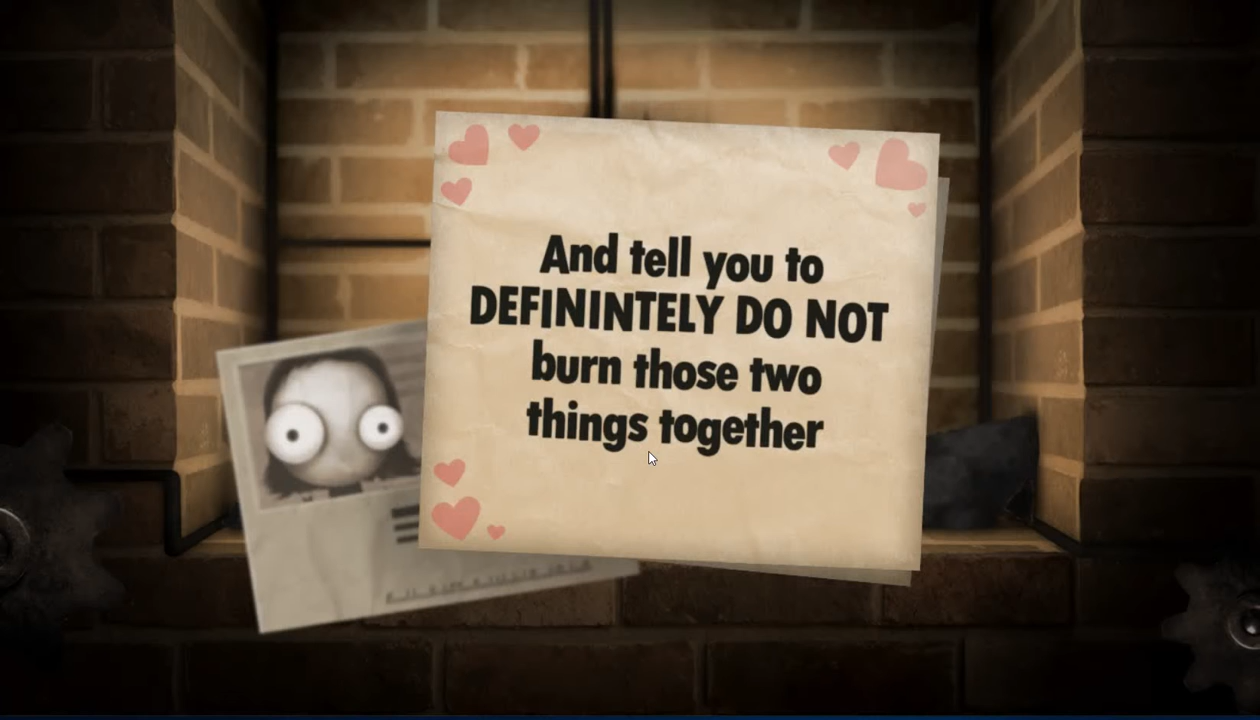 And tell you to
DEFININTELY DO NOT
burn those two
things together